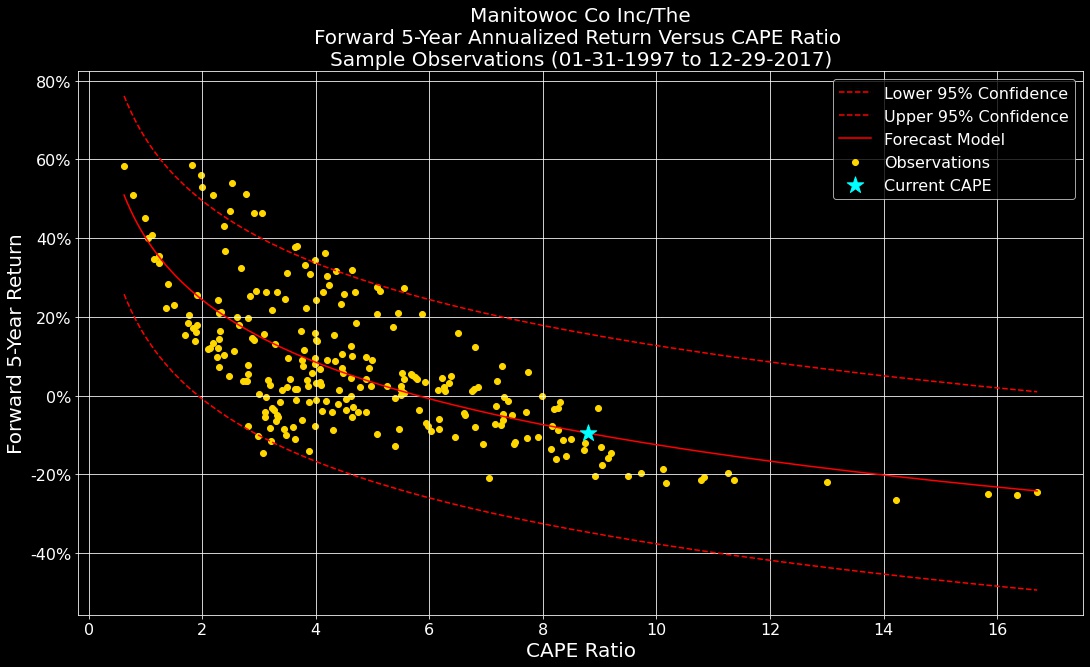 Manitowoc Co Inc/The
Forward 5-Year Annualized Return Versus CAPE Ratio
Sample Observations (01-31-1997 to 12-29-2017)
Lower 95% Confidence
Upper 95% Confidence
Forecast Model
Observations
Current CAPE
Forward 5-Year Return
80%
60%
40%
20%
0%
-20%
-40%
0 2 4 6 8 10 12 14 16
CAPE Ratio